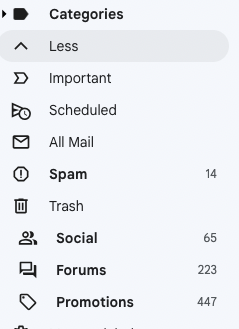 Categories
Less
Important
Scheduled
All Mail
Spam 14
Trash
Social 65
Forums 223
Promotions 447